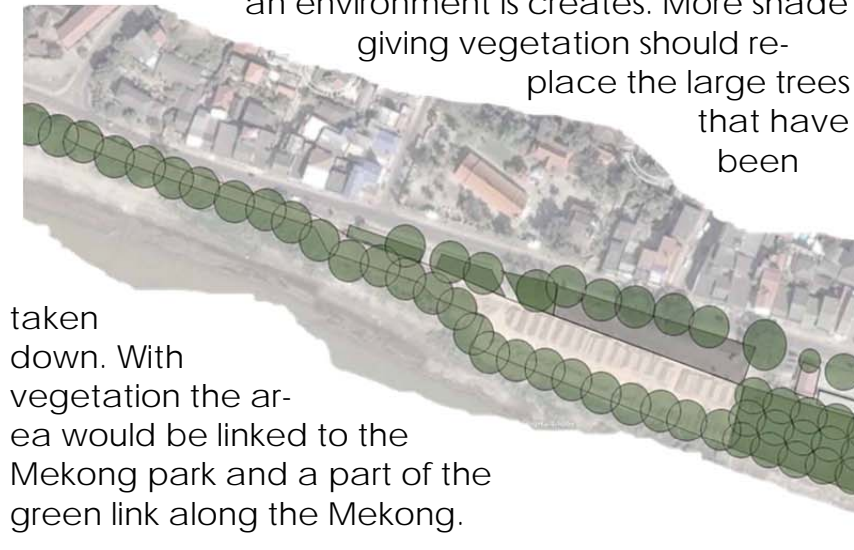 an environment is creates. More shade
giving vegetation should re-
place the large trees
that have
been
taken
down. With
vegetation the ar-
ea would be linked to the
Mekong park and a part of the
green link along the Mekong.